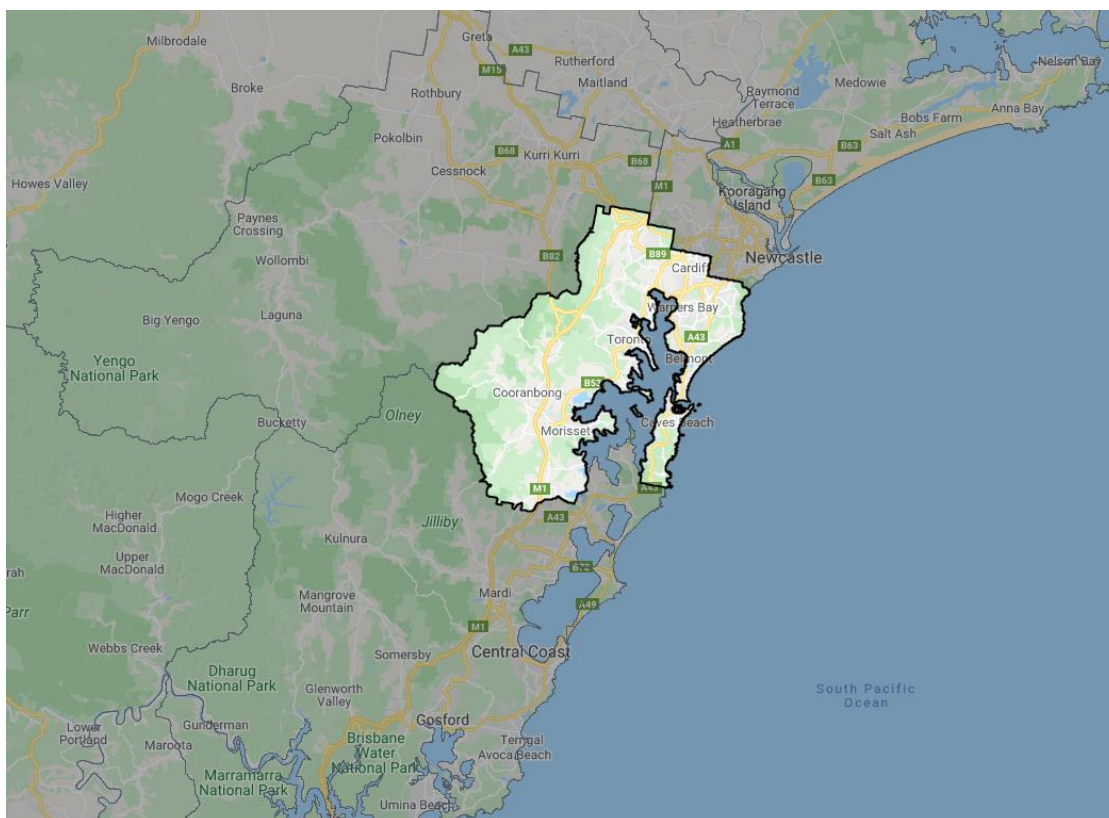 Milbrodale
Greta
A43
Rutherford
Nelson Bay
M15
Maitland
Medowie
Broke
Rothbury
Raymond
Terrace
Anna Bay
Heatherbrae
Bobs Farm
Salt Ash
Pokolbin
B68
Kurri Kurri
B68
A1
B63
Cessnock
Howes Valley
M1
Kooragang
Island
B63
Paynes
Crossing
B82
B89
Newcastle
Wollombi
Cardiff
Big Yengo
Laguna
Warners Bay
Toronto
A43
Yengo
National Park
Belmont
B53
Cooranbong
Olney
Bucketty
Morisset
Caves Beach
M1
A43
Mogo Creek
Higher
MacDonald
Jilliby
A43
Kulnura
Upper
MacDonald
rah
Mangrove
Mountain
Mardi
A49
Parr
M1
Webbs Creek
Somersby
Central Coast
Dharug
National Park
Glenworth
Valley
South Pacific
Ocean
Lower
Portland
Gunderman
Gosford
Maroota
Brisbane
Water
National Park
Terrigal
Avoca Beach
Marramarra
National Park
Umina Beach